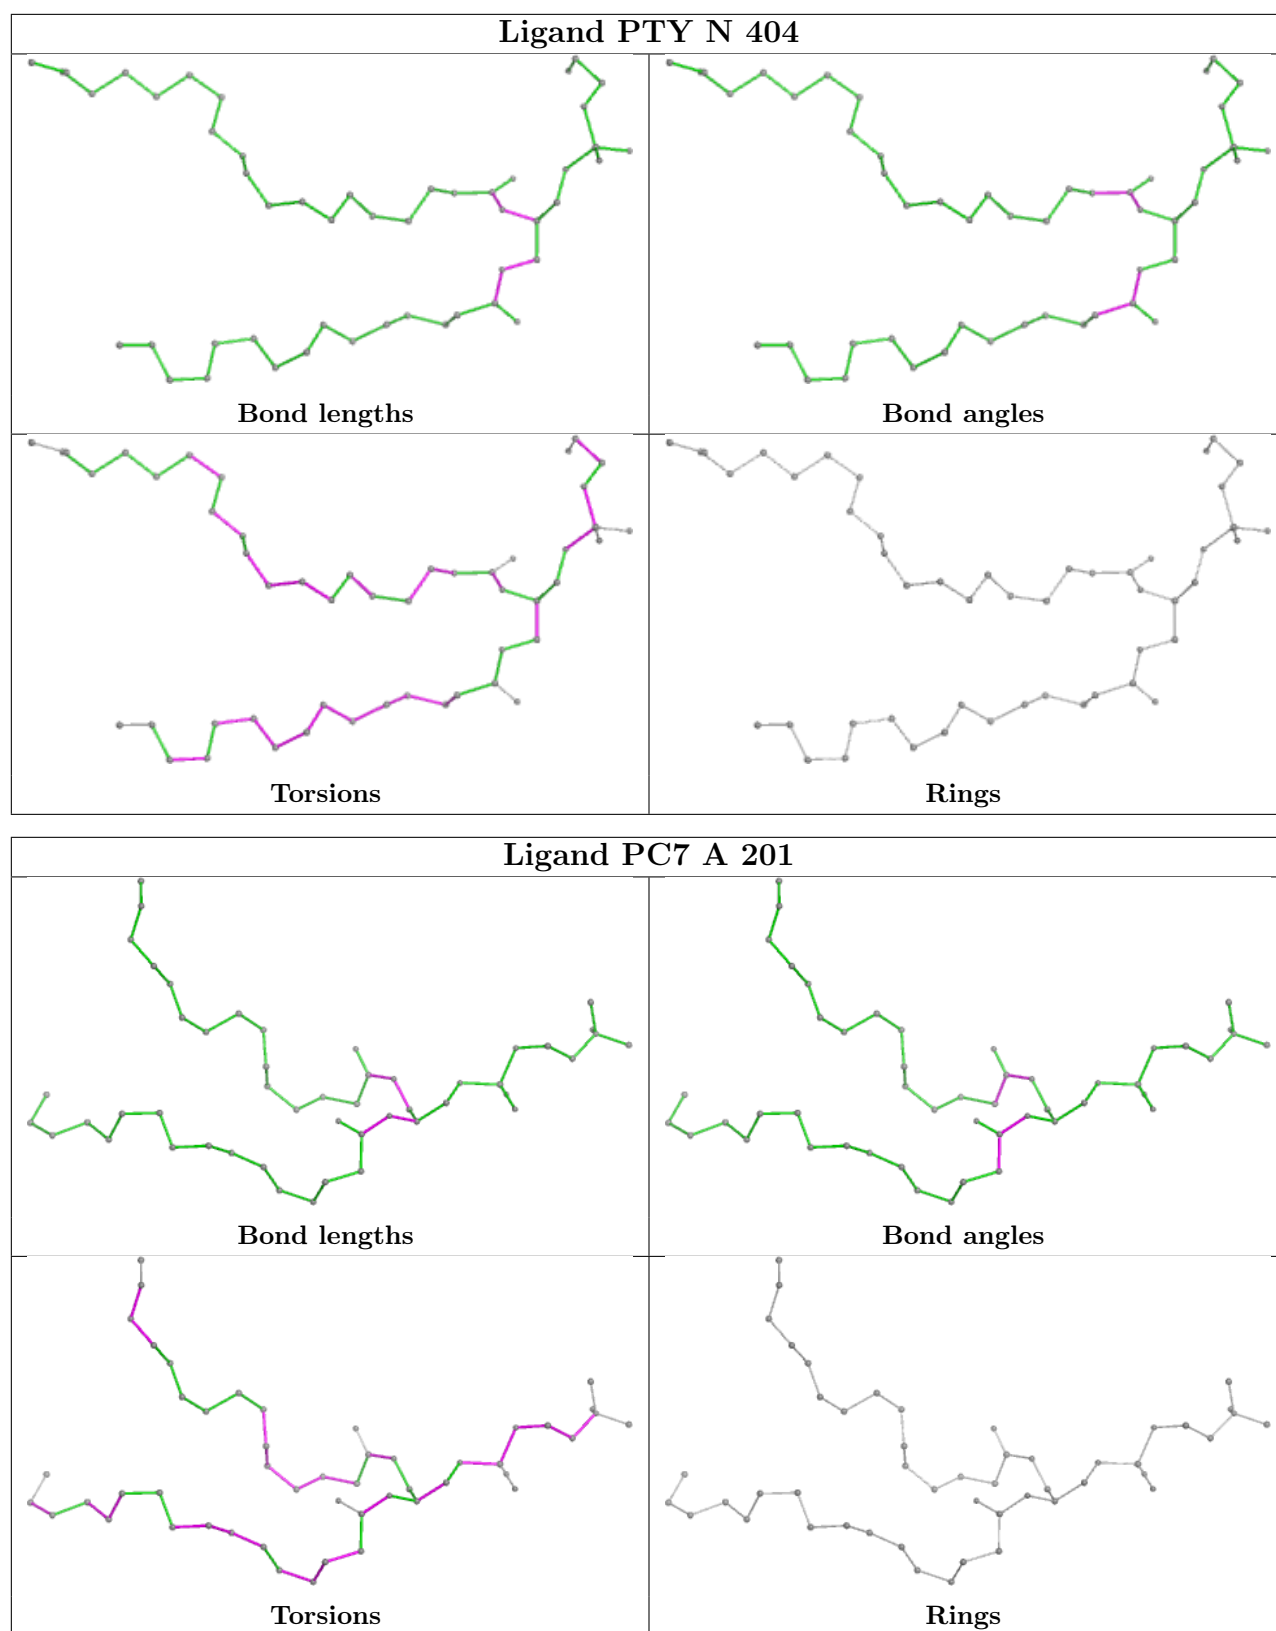 Ligand PTY N 404
Bond lengths
Bond angles
Torsions
Rings
Ligand PC7 A 201
Bond lengths
Bond angles
Torsions
Rings